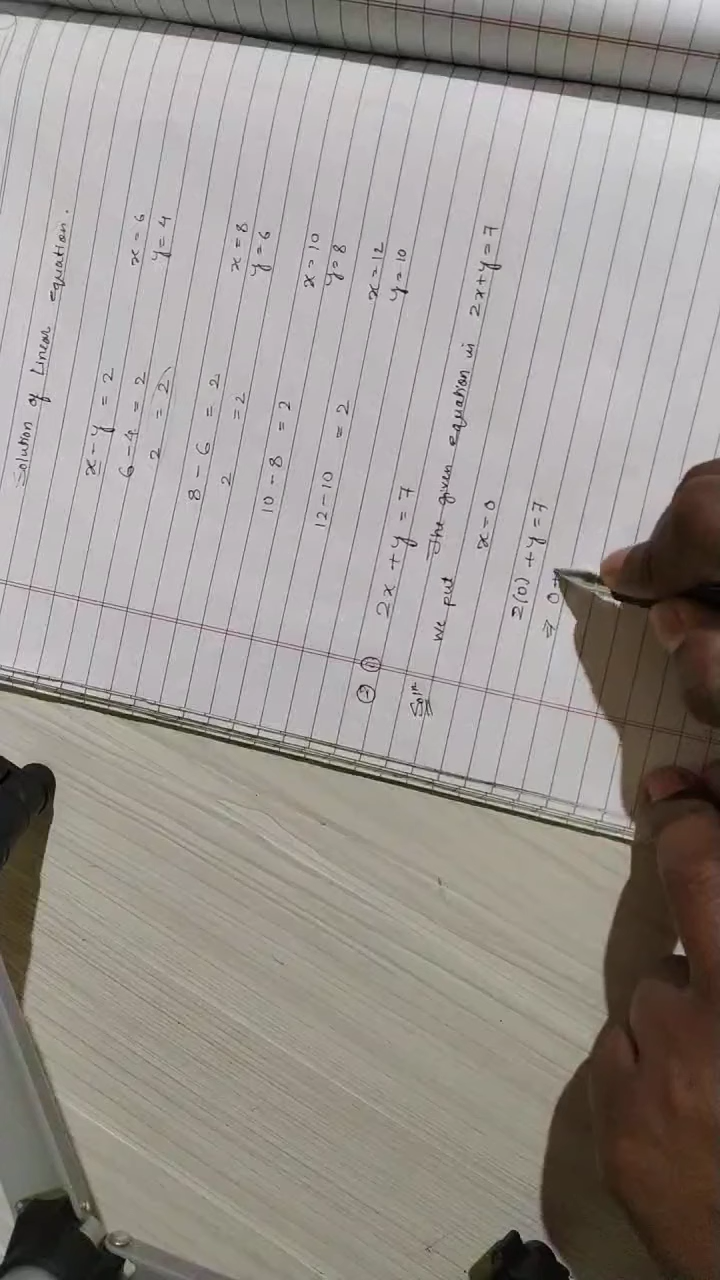 Solution of Linear equation.
x - y = 2
6 - 4 = 2 x = 6
2 = 2 y = 4
8 - 6 = 2 x = 8
2 = 2 y = 6
10 - 8 = 2 x = 10
y = 8
12 - 10 = 2 x = 12
y = 10
② (i) 2x + y = 7
Solⁿ We put The given equation in 2x + y = 7
x = 0
2(0) + y = 7
⇒ 0 +